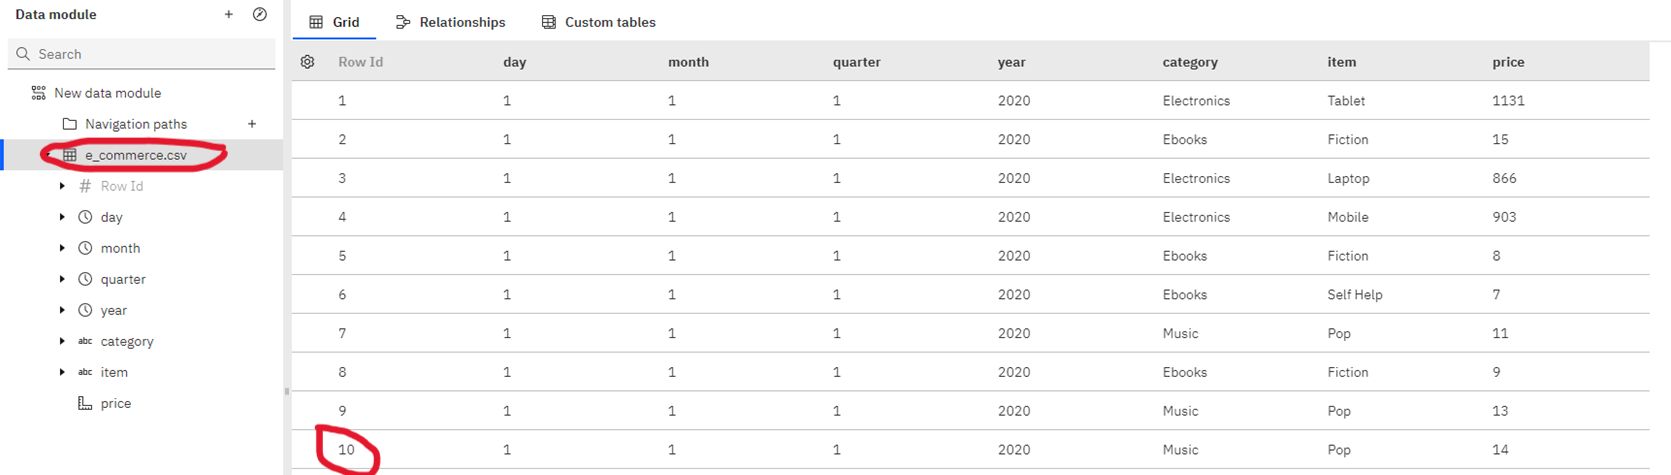 Data module
Search
New data module
Navigation paths
e_commerce.csv
# Row Id
day
month
quarter
year
abc category
abc item
price
Grid Relationships Custom tables
Row Id day month quarter year category item price
1 1 1 1 2020 Electronics Tablet 1131
2 1 1 1 2020 Ebooks Fiction 15
3 1 1 1 2020 Electronics Laptop 866
4 1 1 1 2020 Electronics Mobile 903
5 1 1 1 2020 Ebooks Fiction 8
6 1 1 1 2020 Ebooks Self Help 7
7 1 1 1 2020 Music Pop 11
8 1 1 1 2020 Ebooks Fiction 9
9 1 1 1 2020 Music Pop 13
10 1 1 1 2020 Music Pop 14